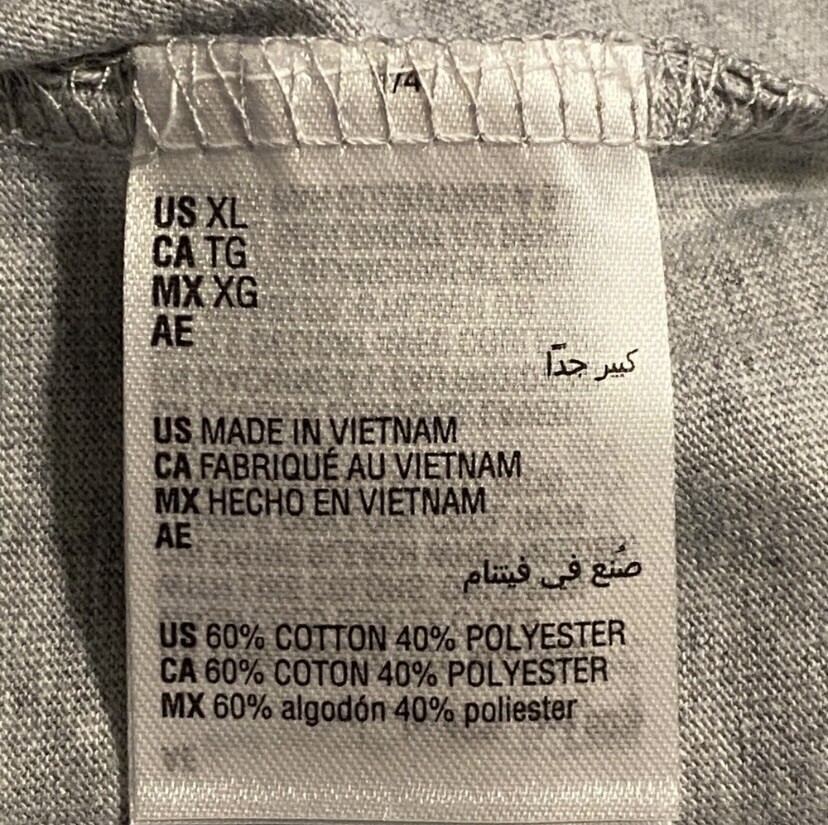 /4
US XL
CA TG
MX XG
AE
كبير جدًا
US MADE IN VIETNAM
CA FABRIQUÉ AU VIETNAM
MX HECHO EN VIETNAM
AE
صُنع في فيتنام
US 60% COTTON 40% POLYESTER
CA 60% COTON 40% POLYESTER
MX 60% algodón 40% poliester